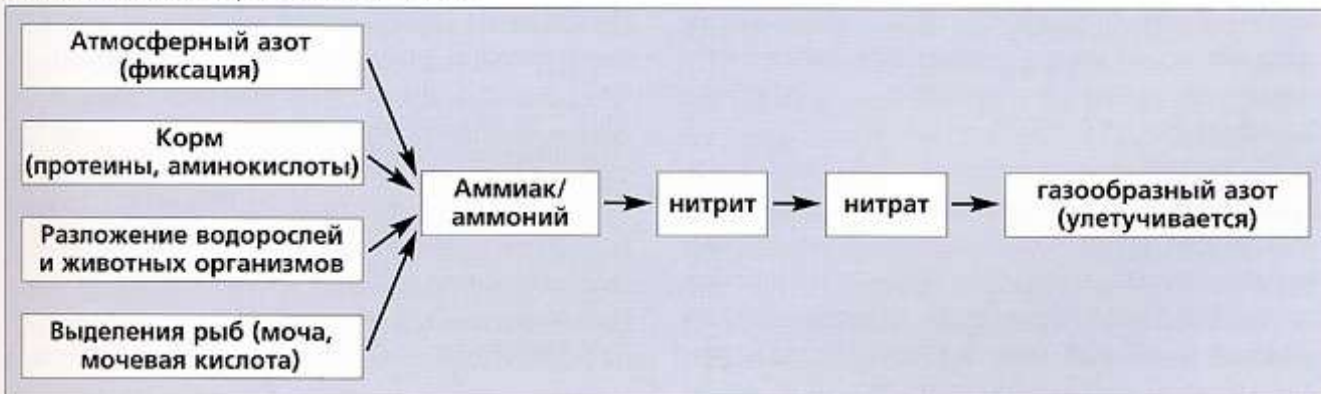 Атмосферный азот
(фиксация)
Корм
(протеины, аминокислоты)
Разложение водорослей
и животных организмов
Выделения рыб (моча,
мочевая кислота)
Аммиак/
аммоний
нитрит
нитрат
газообразный азот
(улетучивается)